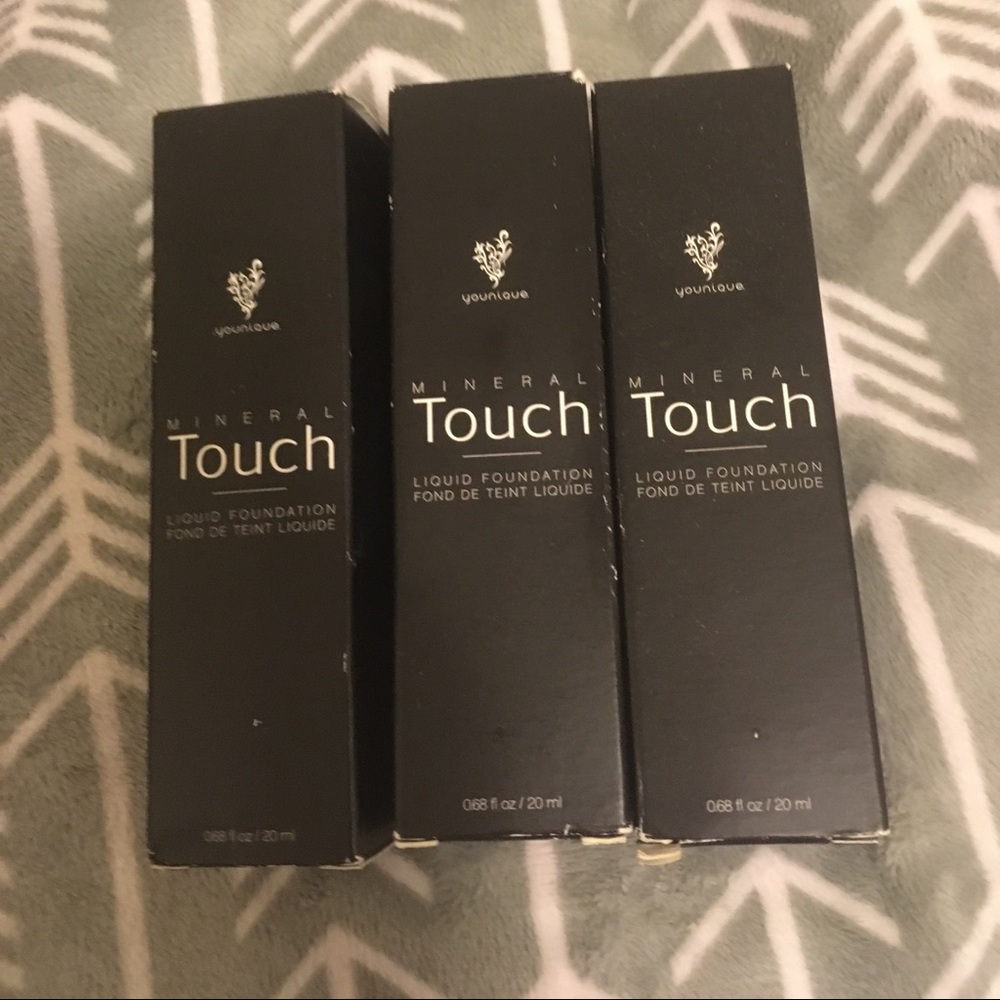 younique
MINERAL
Touch
LIQUID FOUNDATION
FOND DE TEINT LIQUIDE
0.68 fl oz / 20 ml
younique
MINERAL
Touch
LIQUID FOUNDATION
FOND DE TEINT LIQUIDE
0.68 fl oz / 20 ml
younique
MINERAL
Touch
LIQUID FOUNDATION
FOND DE TEINT LIQUIDE
0.68 fl oz / 20 ml